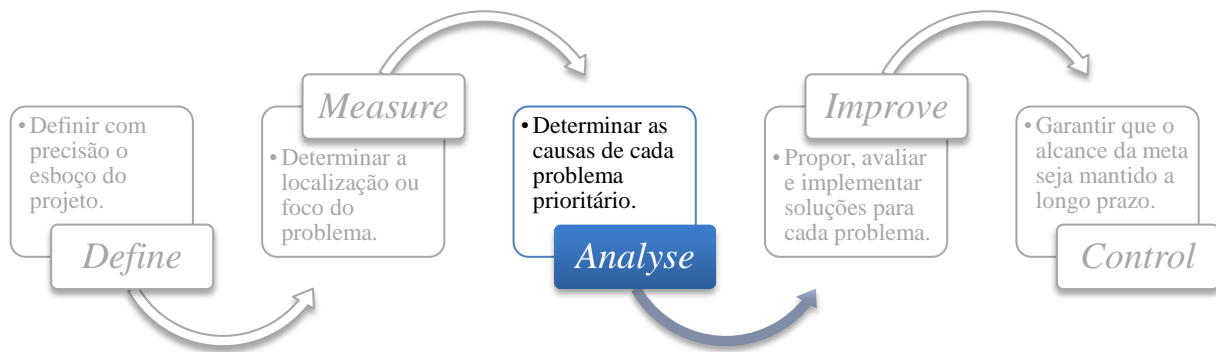 • Definir com
precisão o
esboço do
projeto.
Define
Measure
• Determinar a
localização ou
foco do
problema.
• Determinar as
causas de cada
problema
prioritário.
Analyse
Improve
• Propor, avaliar
e implementar
soluções para
cada problema.
• Garantir que o
alcance da meta
seja mantido a
longo prazo.
Control